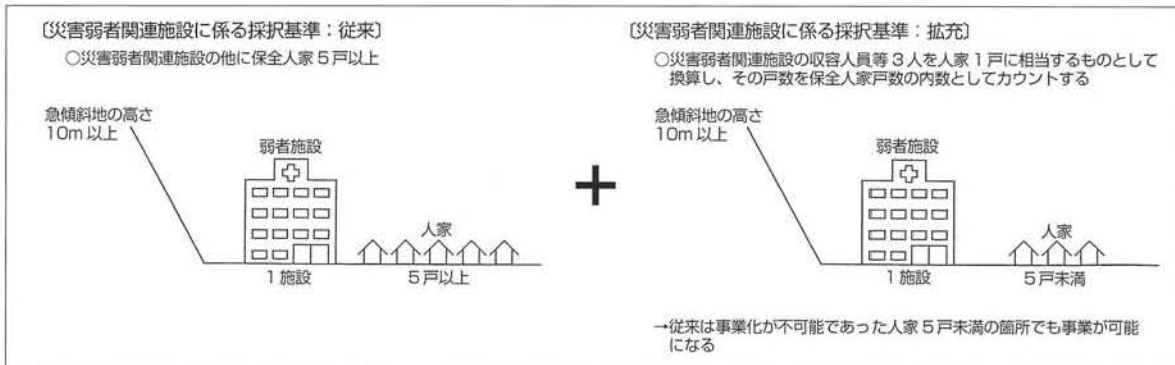 〔災害弱者関連施設に係る採択基準：従来〕
○災害弱者関連施設の他に保全人家5戸以上
急傾斜地の高さ
10m以上
弱者施設
人家
1施設
5戸以上
＋
〔災害弱者関連施設に係る採択基準：拡充〕
○災害弱者関連施設の収容人員等3人を人家1戸に相当するものとして
換算し、その戸数を保全人家戸数の内数としてカウントする
急傾斜地の高さ
10m以上
弱者施設
人家
1施設
5戸未満
→従来は事業化が不可能であった人家5戸未満の箇所でも事業が可能
になる